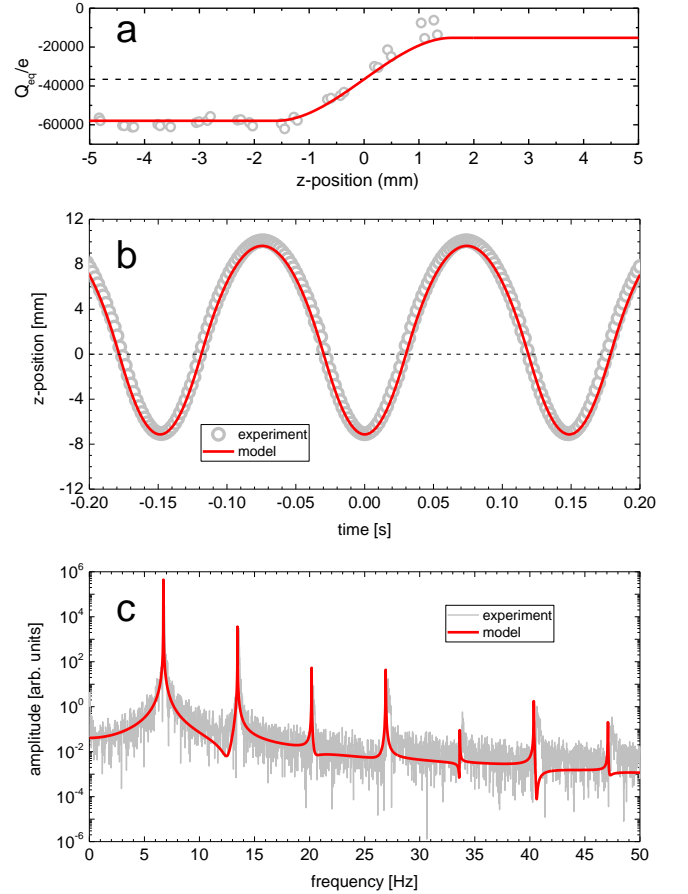 a
Q_eq/e
0
-20000
-40000
-60000
-5 -4 -3 -2 -1 0 1 2 3 4 5
z-position (mm)
b
z-position [mm]
12
8
4
0
-4
-8
-12
experiment
model
-0.20 -0.15 -0.10 -0.05 0.00 0.05 0.10 0.15 0.20
time [s]
c
amplitude [arb. units]
10^6
10^4
10^2
10^0
10^-2
10^-4
10^-6
experiment
model
0 5 10 15 20 25 30 35 40 45 50
frequency [Hz]